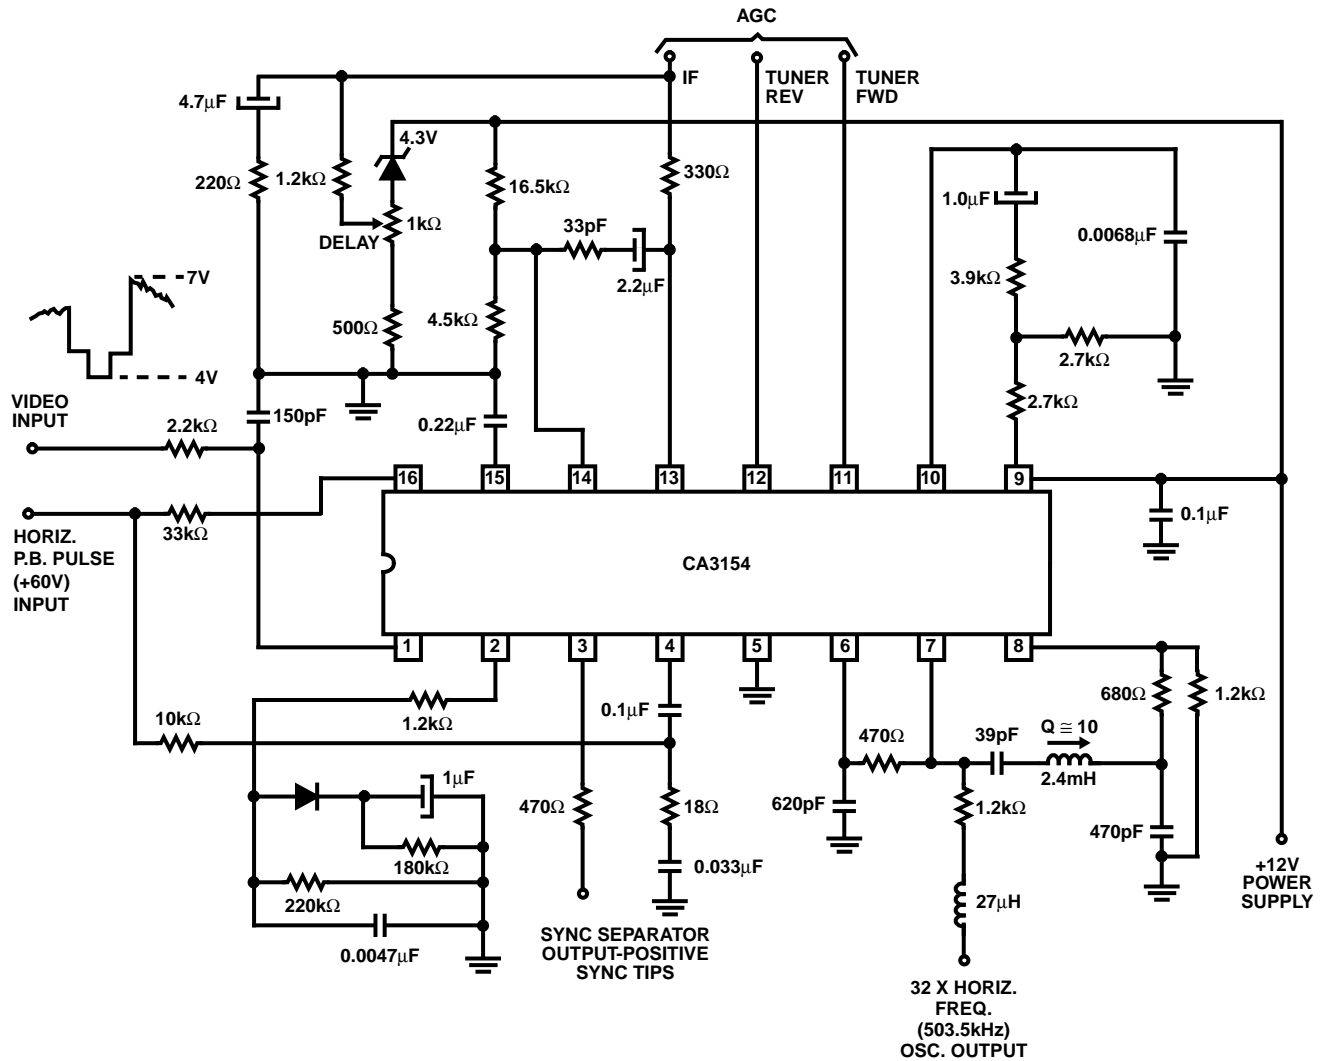 AGC
IF
TUNER
REV
TUNER
FWD
4.7μF
4.3V
220Ω
1.2kΩ
16.5kΩ
330Ω
1.0μF
DELAY
1kΩ
33pF
0.0068μF
7V
2.2μF
3.9kΩ
500Ω
4.5kΩ
2.7kΩ
4V
2.7kΩ
VIDEO
INPUT
2.2kΩ
150pF
0.22μF
16
15
14
13
12
11
10
9
33kΩ
0.1μF
HORIZ.
P.B. PULSE
(+60V)
INPUT
CA3154
1
2
3
4
5
6
7
8
10kΩ
1.2kΩ
0.1μF
470Ω
39pF
Q ≅ 10
2.4mH
680Ω
1.2kΩ
1μF
470Ω
18Ω
620pF
1.2kΩ
470pF
180kΩ
0.033μF
220kΩ
27μH
0.0047μF
+12V
POWER
SUPPLY
SYNC SEPARATOR
OUTPUT-POSITIVE
SYNC TIPS
32 X HORIZ.
FREQ.
(503.5kHz)
OSC. OUTPUT